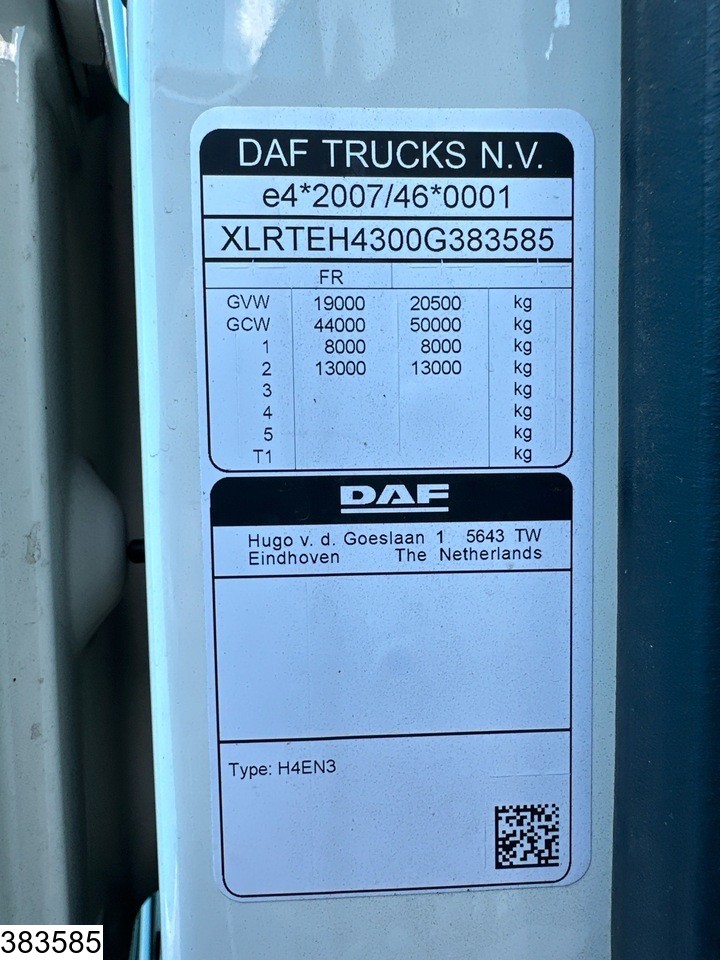 DAF TRUCKS N.V.
e4*2007/46*0001
XLRTEH4300G383585
FR
GVW 19000 20500 kg
GCW 44000 50000 kg
1 8000 8000 kg
2 13000 13000 kg
3 kg
4 kg
5 kg
T1 kg
DAF
Hugo v. d. Goeslaan 1 5643 TW
Eindhoven The Netherlands
Type: H4EN3
383585